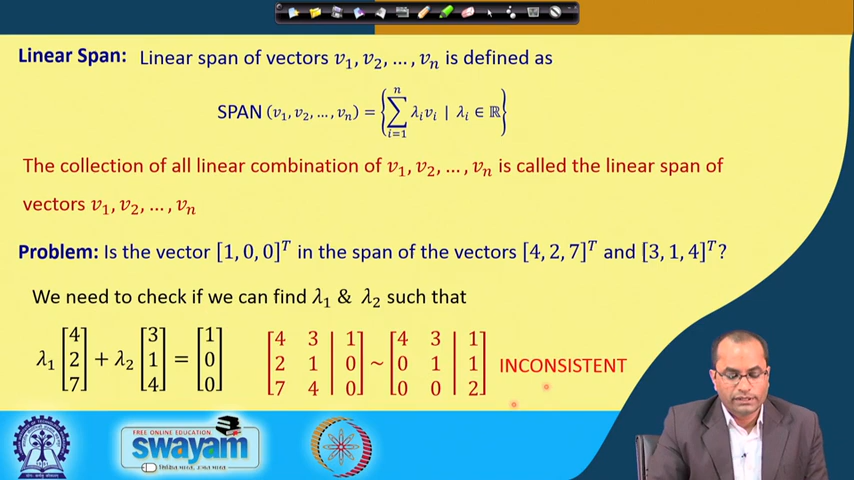 Linear Span: Linear span of vectors v₁, v₂, …, vₙ is defined as
SPAN (v₁, v₂, …, vₙ) = { ∑ᵢ₌₁ⁿ λᵢvᵢ | λᵢ ∈ ℝ }
The collection of all linear combination of v₁, v₂, …, vₙ is called the linear span of
vectors v₁, v₂, …, vₙ
Problem: Is the vector [1, 0, 0]ᵀ in the span of the vectors [4, 2, 7]ᵀ and [3, 1, 4]ᵀ?
We need to check if we can find λ₁ & λ₂ such that
λ₁ [4 2 7] + λ₂ [3 1 4] = [1 0 0] [4 3 | 1 2 1 | 0 7 4 | 0] ~ [4 3 | 1 0 1 | 1 0 0 | 2] INCONSISTENT
FREE ONLINE EDUCATION
swayam